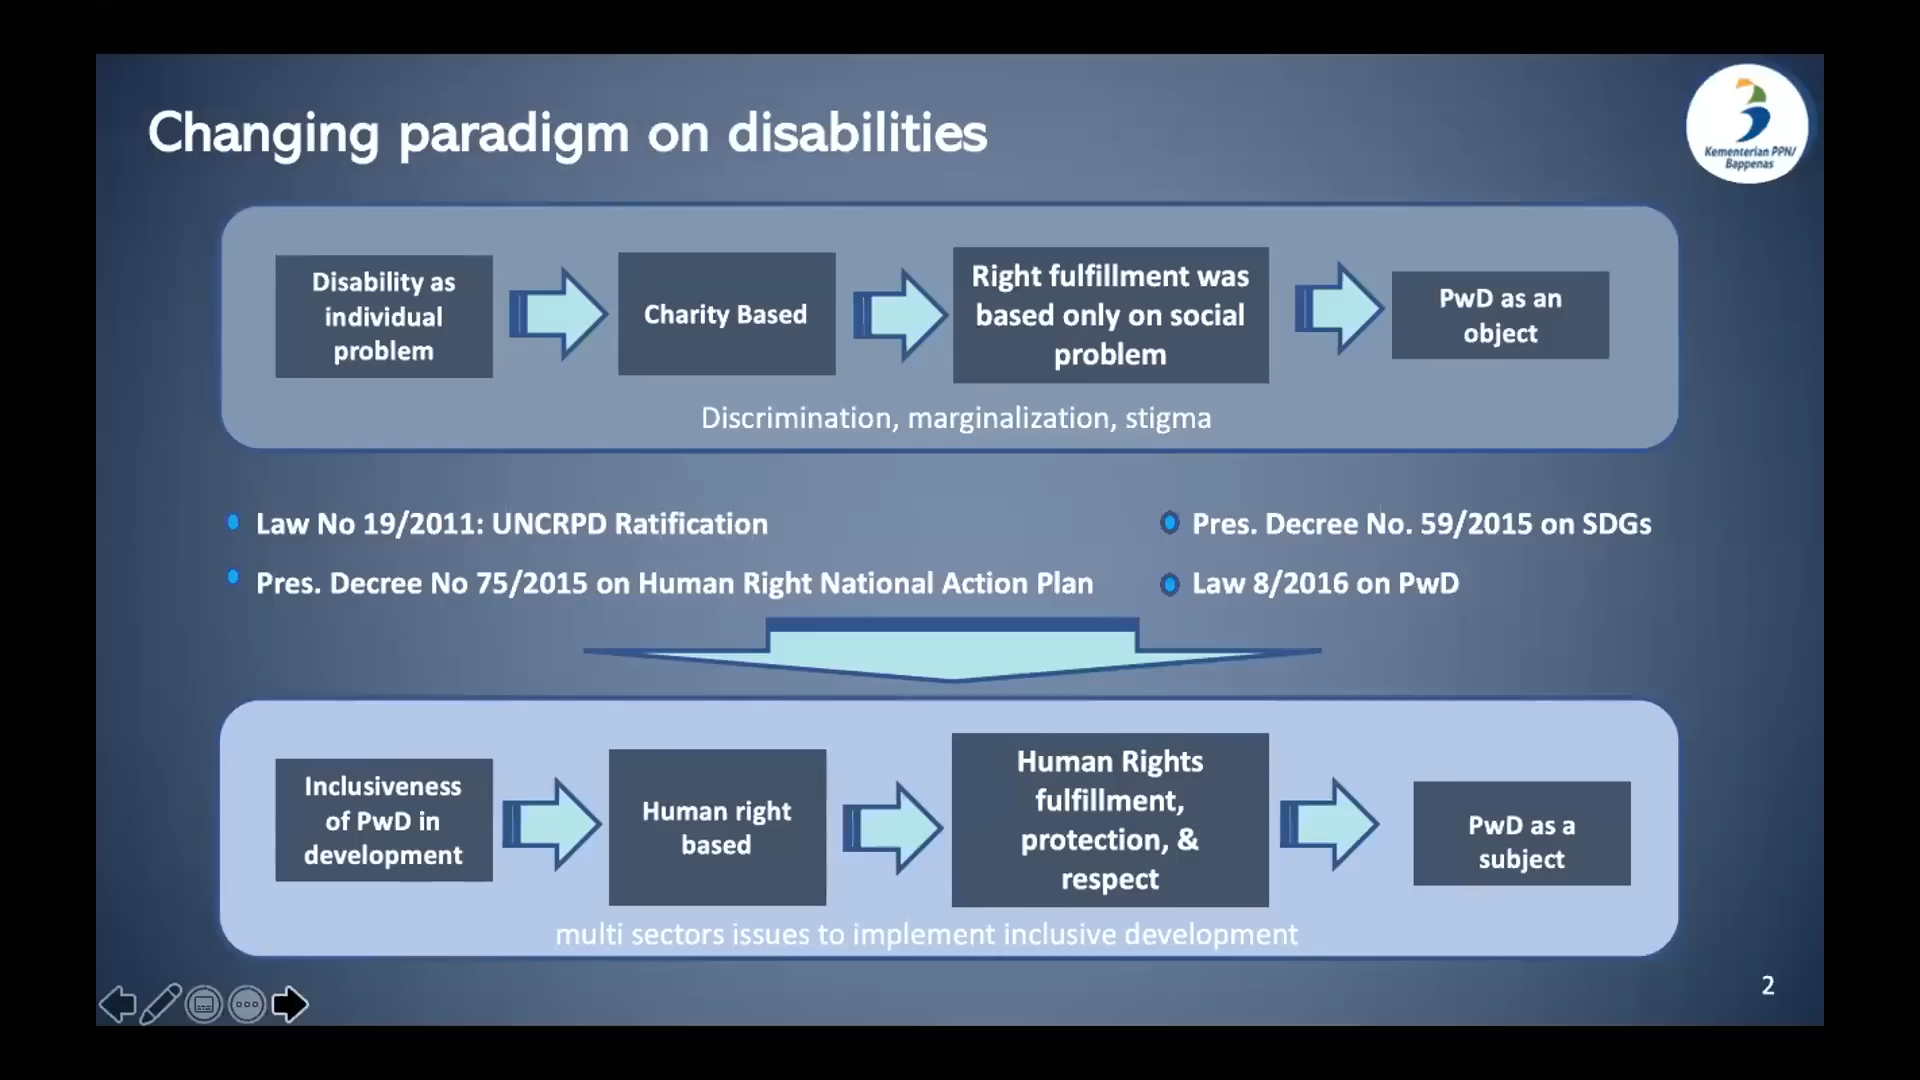 Changing paradigm on disabilities
Kementerian PPN/
Bappenas
Disability as
individual
problem
Charity Based
Right fulfillment was
based only on social
problem
PwD as an
object
Discrimination, marginalization, stigma
Law No 19/2011: UNCRPD Ratification
Pres. Decree No 75/2015 on Human Right National Action Plan
Pres. Decree No. 59/2015 on SDGs
Law 8/2016 on PwD
Inclusiveness
of PwD in
development
Human right
based
Human Rights
fulfillment,
protection, &
respect
PwD as a
subject
multi sectors issues to implement inclusive development
2